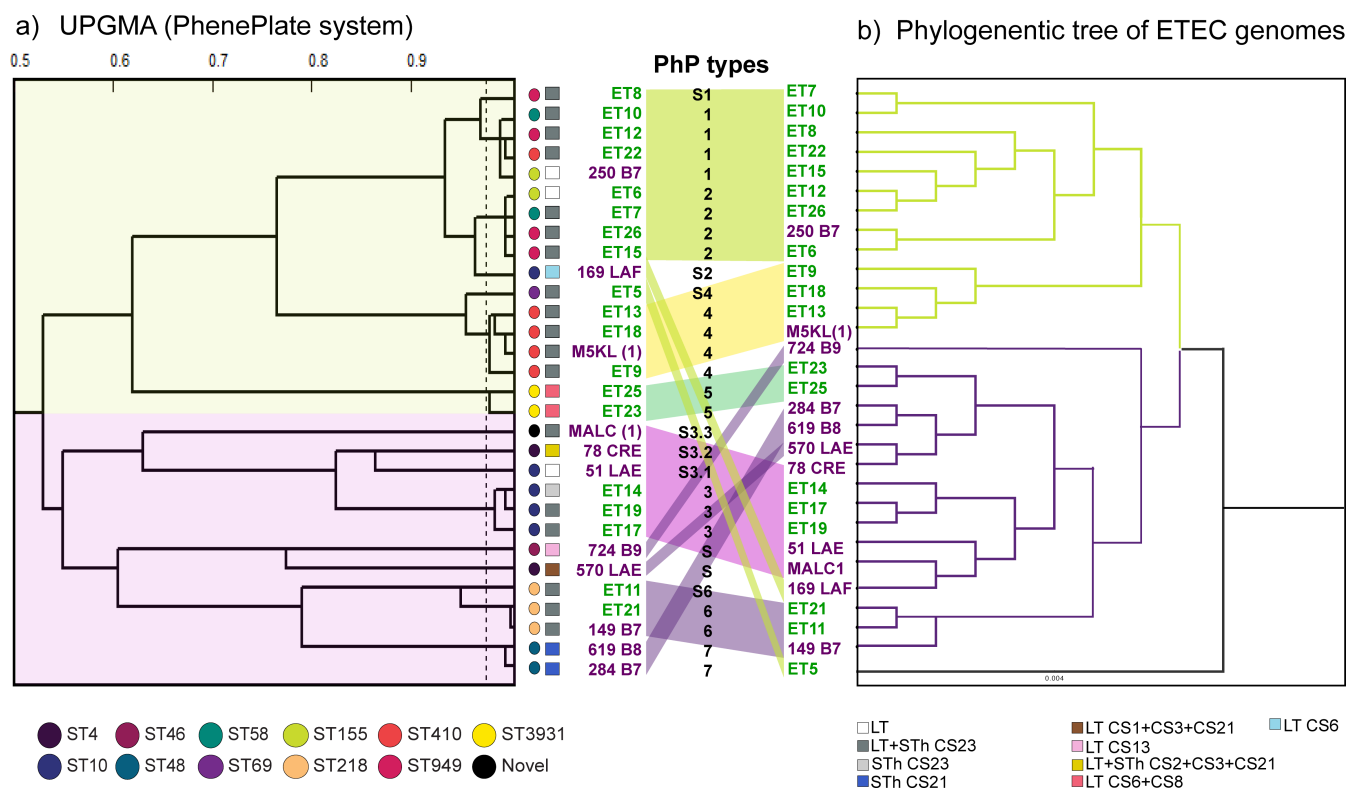 a) UPGMA (PhenePlate system)
b) Phylogenentic tree of ETEC genomes
0.5 0.6 0.7 0.8 0.9
PhP types
ET8 S1 ET7
ET10 1 ET10
ET12 1 ET8
ET22 1 ET22
250 B7 1 ET15
ET6 2 ET12
ET7 2 ET26
ET26 2 250 B7
ET15 2 ET6
169 LAF S2 ET9
ET5 S4 ET18
ET13 4 ET13
ET18 4 M5KL(1)
M5KL (1) 4 724 B9
ET9 4 ET23
ET25 5 ET25
ET23 5 284 B7
MALC (1) S3.3 619 B8
78 CRE S3.2 570 LAE
51 LAE S3.1 78 CRE
ET14 3 ET14
ET19 3 ET17
ET17 3 ET19
724 B9 S 51 LAE
570 LAE S MALC1
ET11 S6 169 LAF
ET21 6 ET21
149 B7 6 ET11
619 B8 7 149 B7
284 B7 7 ET5
0.004
ST4 ST46 ST58 ST155 ST410 ST3931
ST10 ST48 ST69 ST218 ST949 Novel
LT
LT+STh CS23
STh CS23
STh CS21
LT CS1+CS3+CS21
LT CS13
LT+STh CS2+CS3+CS21
LT CS6+CS8
LT CS6